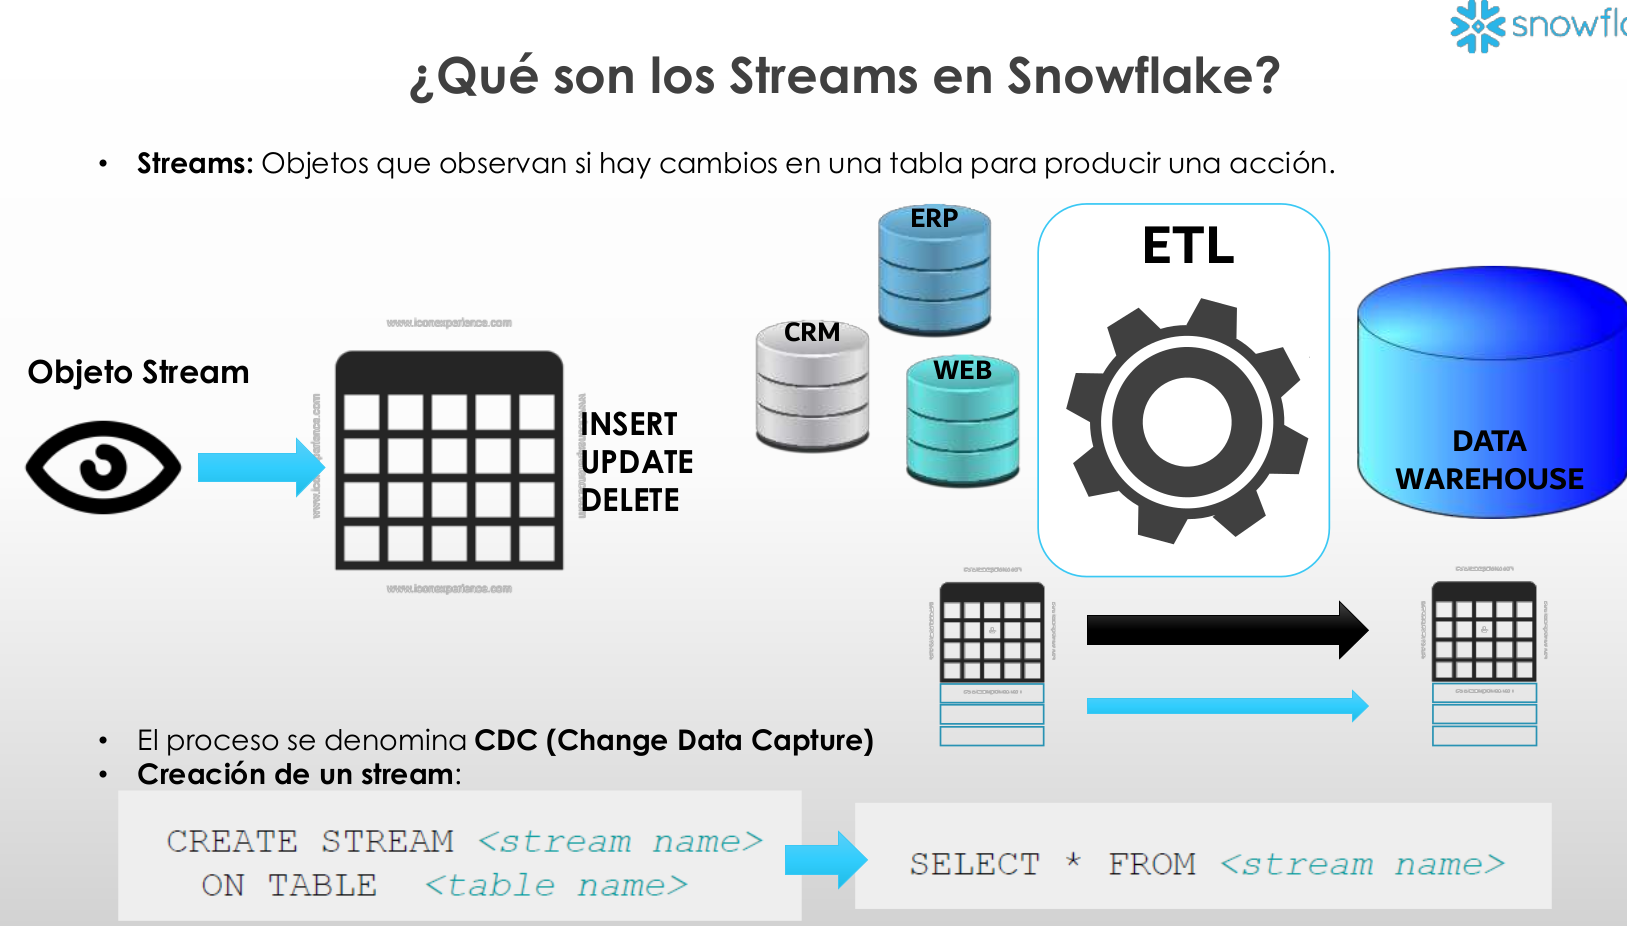 snowfl
¿Qué son los Streams en Snowflake?
• Streams: Objetos que observan si hay cambios en una tabla para producir una acción.
ERP
ETL
CRM
WEB
DATA
WAREHOUSE
www.iconexperience.com
Objeto Stream
INSERT
UPDATE
DELETE
www.iconexperience.com
• El proceso se denomina CDC (Change Data Capture)
• Creación de un stream:
CREATE STREAM <stream name>
ON TABLE <table name>
SELECT * FROM <stream name>